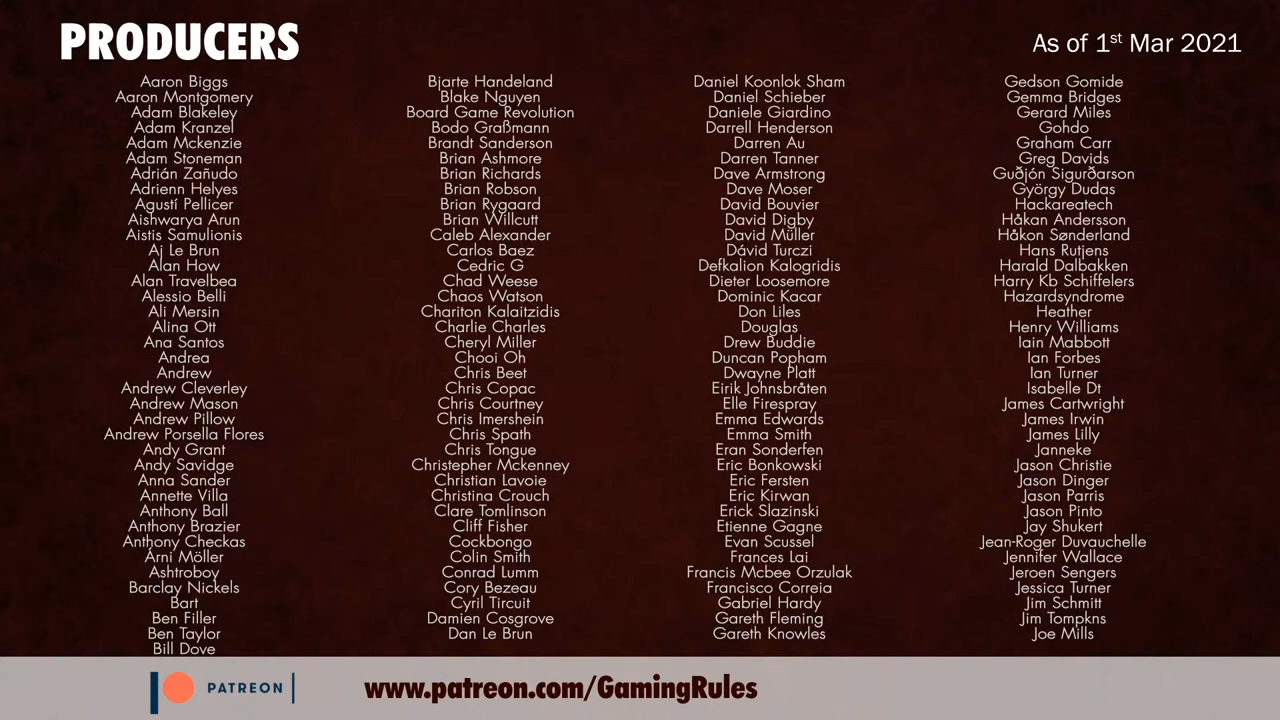 PRODUCERS
As of 1st Mar 2021
Aaron Biggs
Aaron Montgomery
Adam Blakeley
Adam Kranzel
Adam Mckenzie
Adam Stoneman
Adrián Zañudo
Adrienn Helyes
Agustí Pellicer
Aishwarya Arun
Aistis Samulionis
Aj Le Brun
Alan How
Alan Travelbea
Alessio Belli
Ali Mersin
Alina Ott
Ana Santos
Andrea
Andrew
Andrew Cleverley
Andrew Mason
Andrew Pillow
Andrew Porsella Flores
Andy Grant
Andy Savidge
Anna Sander
Annette Villa
Anthony Ball
Anthony Brazier
Anthony Checkas
Árni Möller
Ashtroboy
Barclay Nickels
Bart
Ben Filler
Ben Taylor
Bill Dove
Bjarte Handeland
Blake Nguyen
Board Game Revolution
Bodo Graßmann
Brandt Sanderson
Brian Ashmore
Brian Richards
Brian Robson
Brian Rygaard
Brian Willcutt
Caleb Alexander
Carlos Baez
Cedric G
Chad Weese
Chaos Watson
Chariton Kalaitzidis
Charlie Charles
Cheryl Miller
Chooi Oh
Chris Beet
Chris Copac
Chris Courtney
Chris Imershein
Chris Spath
Chris Tongue
Christepher Mckenney
Christian Lavoie
Christina Crouch
Clare Tomlinson
Cliff Fisher
Cockbongo
Colin Smith
Conrad Lumm
Cory Bezeau
Cyril Tircuit
Damien Cosgrove
Dan Le Brun
Daniel Koonlok Sham
Daniel Schieber
Daniele Giardino
Darrell Henderson
Darren Au
Darren Tanner
Dave Armstrong
Dave Moser
David Bouvier
David Digby
David Müller
Dávid Turczi
Defkalion Kalogridis
Dieter Loosemore
Dominic Kacar
Don Liles
Douglas
Drew Buddie
Duncan Popham
Dwayne Platt
Eirik Johnsbråten
Elle Firespray
Emma Edwards
Emma Smith
Eran Sonderfen
Eric Bonkowski
Eric Fersten
Eric Kirwan
Erick Slazinski
Etienne Gagne
Evan Scussel
Frances Lai
Francis Mcbee Orzulak
Francisco Correia
Gabriel Hardy
Gareth Fleming
Gareth Knowles
Gedson Gomide
Gemma Bridges
Gerard Miles
Gohdo
Graham Carr
Greg Davids
Guðjón Sigurðarson
György Dudas
Hackareatech
Håkan Andersson
Håkon Sønderland
Hans Rutjens
Harald Dalbakken
Harry Kb Schiffelers
Hazardsyndrome
Heather
Henry Williams
Iain Mabbott
Ian Forbes
Ian Turner
Isabelle Dt
James Cartwright
James Irwin
James Lilly
Janneke
Jason Christie
Jason Dinger
Jason Parris
Jason Pinto
Jay Shukert
Jean-Roger Duvauchelle
Jennifer Wallace
Jeroen Sengers
Jessica Turner
Jim Schmitt
Jim Tompkns
Joe Mills
PATREON
www.patreon.com/GamingRules